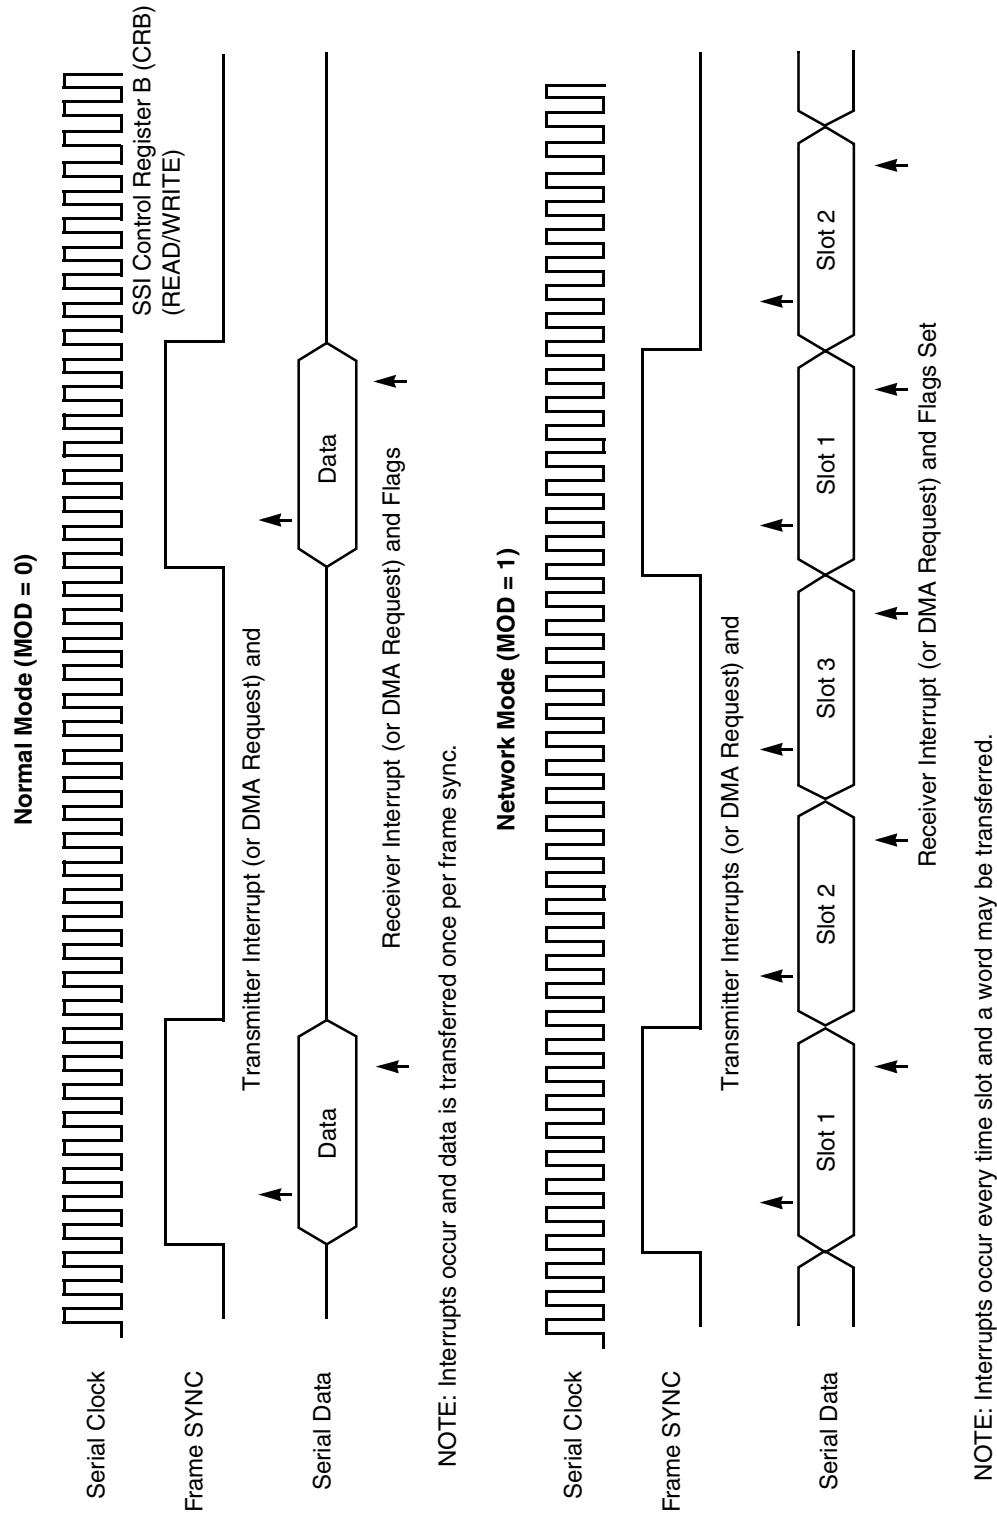 Normal Mode (MOD = 0)
Serial Clock
SSI Control Register B (CRB)
(READ/WRITE)
Frame SYNC
Transmitter Interrupt (or DMA Request) and
Serial Data
Data
Data
Receiver Interrupt (or DMA Request) and Flags
NOTE: Interrupts occur and data is transferred once per frame sync.
Network Mode (MOD = 1)
Serial Clock
Frame SYNC
Transmitter Interrupts (or DMA Request) and
Serial Data
Slot 1
Slot 2
Slot 3
Slot 1
Slot 2
Receiver Interrupt (or DMA Request) and Flags Set
NOTE: Interrupts occur every time slot and a word may be transferred.